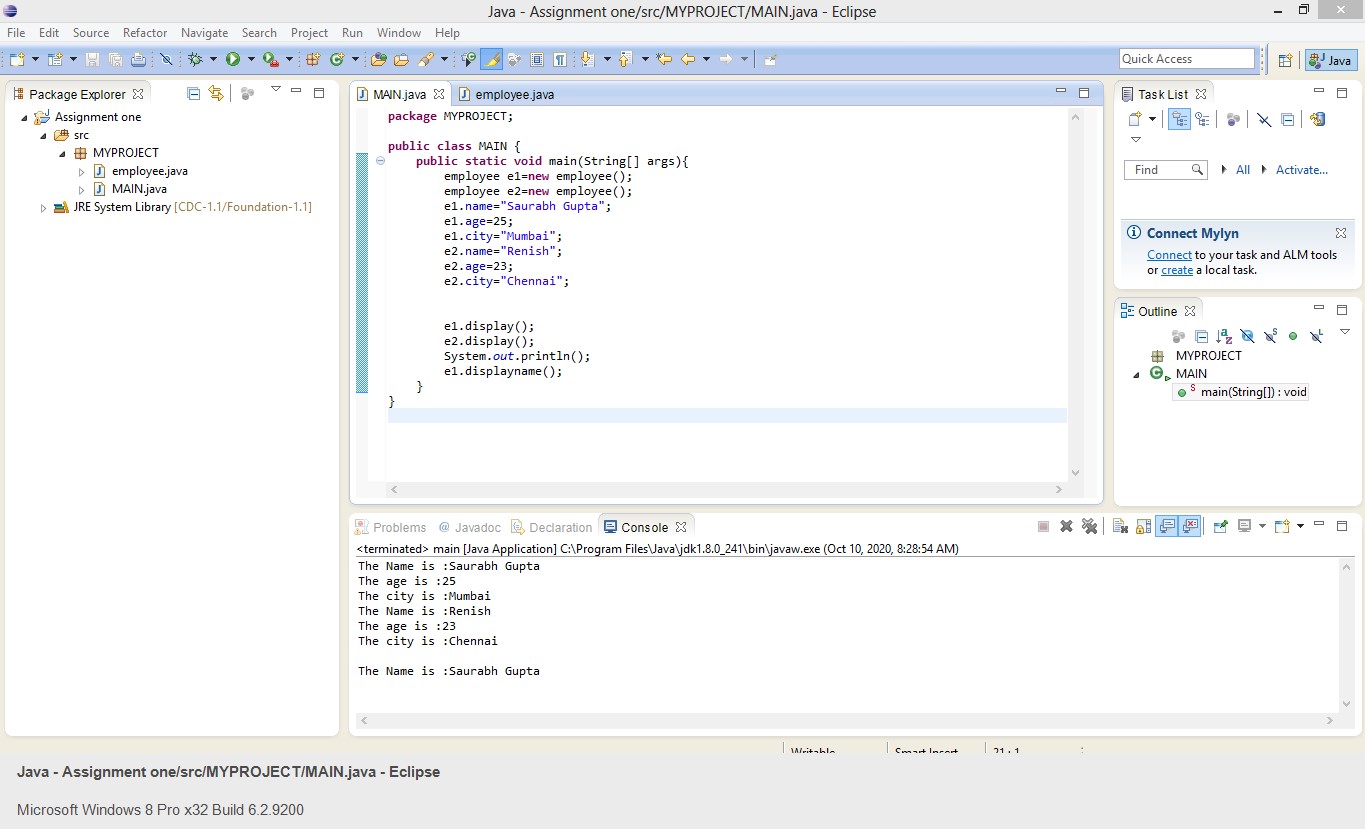 Java - Assignment one/src/MYPROJECT/MAIN.java - Eclipse
File Edit Source Refactor Navigate Search Project Run Window Help
Quick Access
Java
Package Explorer
Assignment one
src
MYPROJECT
employee.java
MAIN.java
JRE System Library [CDC-1.1/Foundation-1.1]
MAIN.java employee.java
package MYPROJECT;
public class MAIN {
public static void main(String[] args){
employee e1=new employee();
employee e2=new employee();
e1.name="Saurabh Gupta";
e1.age=25;
e1.city="Mumbai";
e2.name="Renish";
e2.age=23;
e2.city="Chennai";
e1.display();
e2.display();
System.out.println();
e1.displayname();
}
}
Task List
Find All Activate...
Connect Mylyn
Connect to your task and ALM tools
or create a local task.
Outline
MYPROJECT
MAIN
main(String[]) : void
Problems @ Javadoc Declaration Console
<terminated> main [Java Application] C:\Program Files\Java\jdk1.8.0_241\bin\javaw.exe (Oct 10, 2020, 8:28:54 AM)
The Name is :Saurabh Gupta
The age is :25
The city is :Mumbai
The Name is :Renish
The age is :23
The city is :Chennai
The Name is :Saurabh Gupta
Writable Smart Insert 21 : 1
Java - Assignment one/src/MYPROJECT/MAIN.java - Eclipse
Microsoft Windows 8 Pro x32 Build 6.2.9200